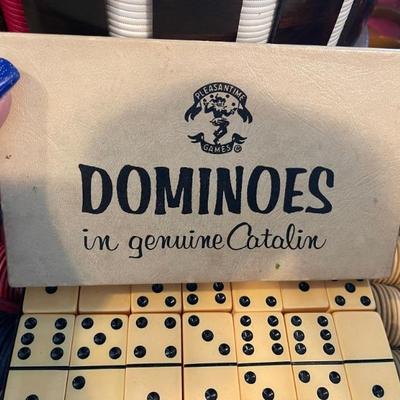 PLEASANTIME
GAMES ©
DOMINOES
in genuine Catalin